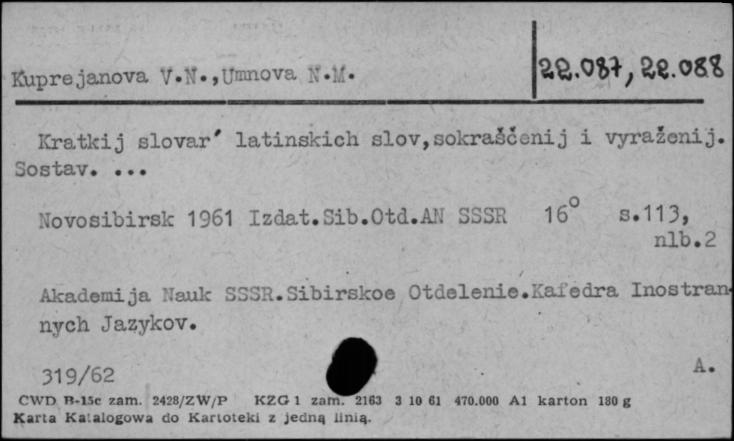 22.087, 22.088
Kuprejanova V.N.,Umnova N.M.
Kratkij slovar' latinskich slov,sokraščenij i vyraženij.
Sostav. ...
Novosibirsk 1961 Izdat.Sib.Otd.AN SSSR 16° s.113,
nlb.2
Akademija Nauk SSSR.Sibirskoe Otdelenie.Kafedra Inostran-
nych Jazykov.
319/62 A.
CWD B-15c zam. 2428/ZW/P KZG 1 zam. 2163 3 10 61 470.000 A1 karton 180 g
Karta Katalogowa do Kartoteki z jedną linią.